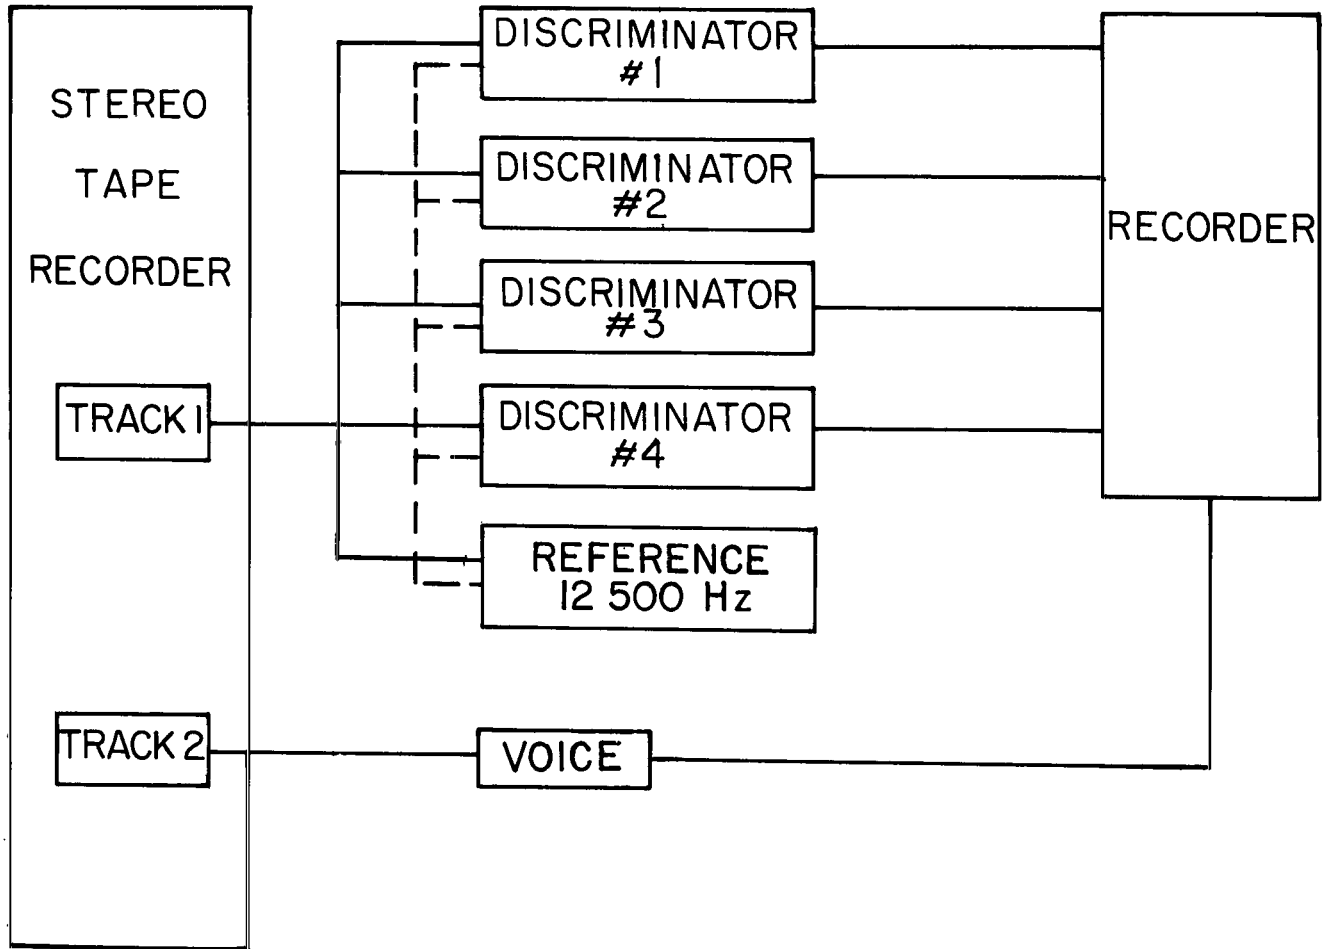 STEREO
TAPE
RECORDER
TRACK 1
TRACK 2
DISCRIMINATOR
#1
DISCRIMINATOR
#2
DISCRIMINATOR
#3
DISCRIMINATOR
#4
REFERENCE
12 500 Hz
VOICE
RECORDER